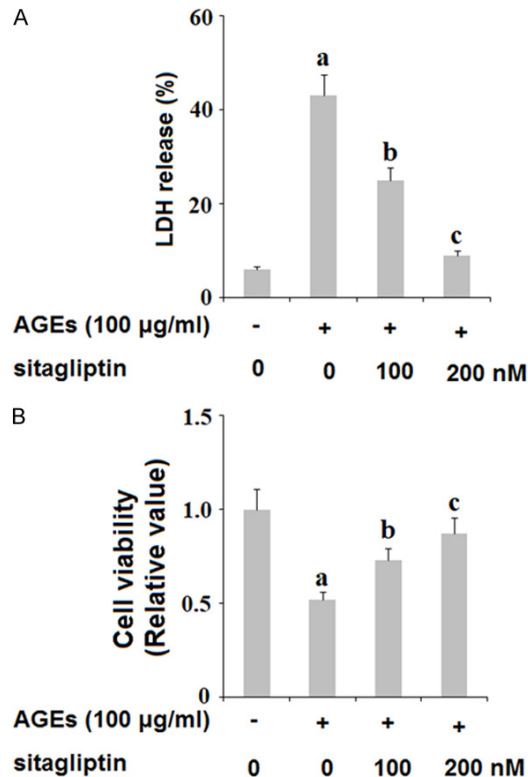 A
60
40
20
0
LDH release (%)
a
b
c
AGEs (100 µg/ml) - + + +
sitagliptin 0 0 100 200 nM
B
1.5
1.0
0.5
0
Cell viability
(Relative value)
a
b
c
AGEs (100 µg/ml) - + + +
sitagliptin 0 0 100 200 nM